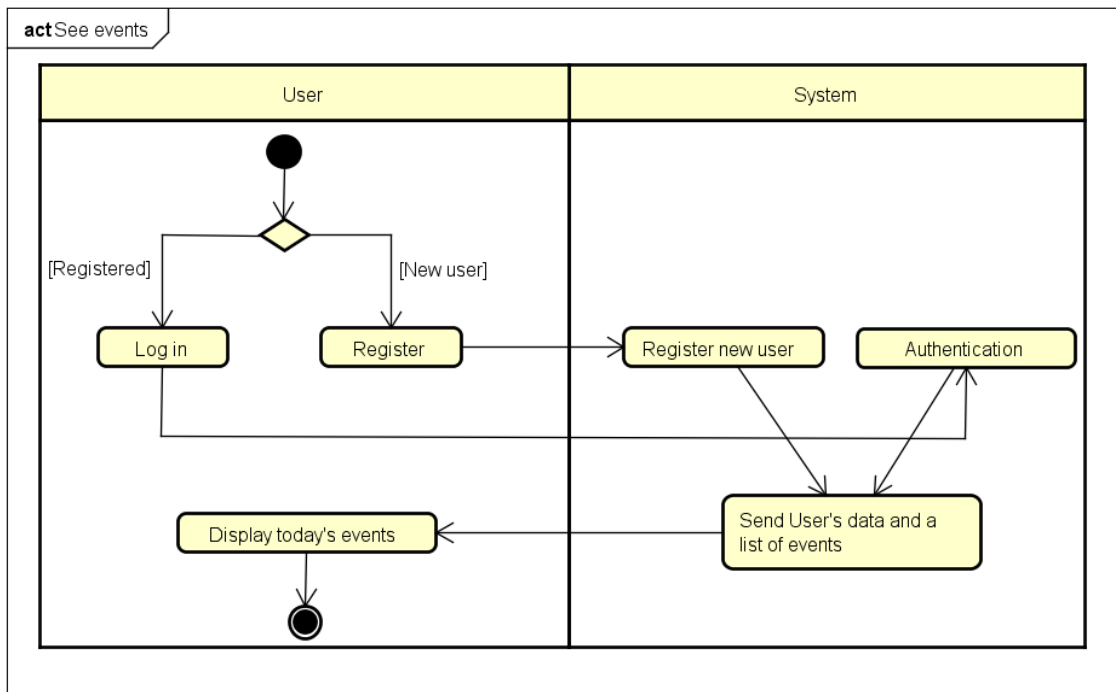 act See events
User
System
[Registered]
[New user]
Log in
Register
Register new user
Authentication
Display today's events
Send User's data and a
list of events